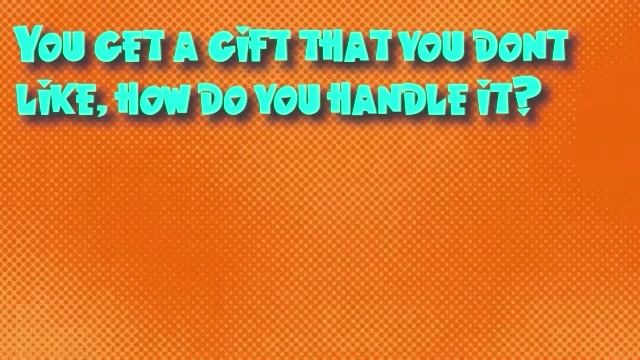 You get a gift that you dont
like, how do you handle it?